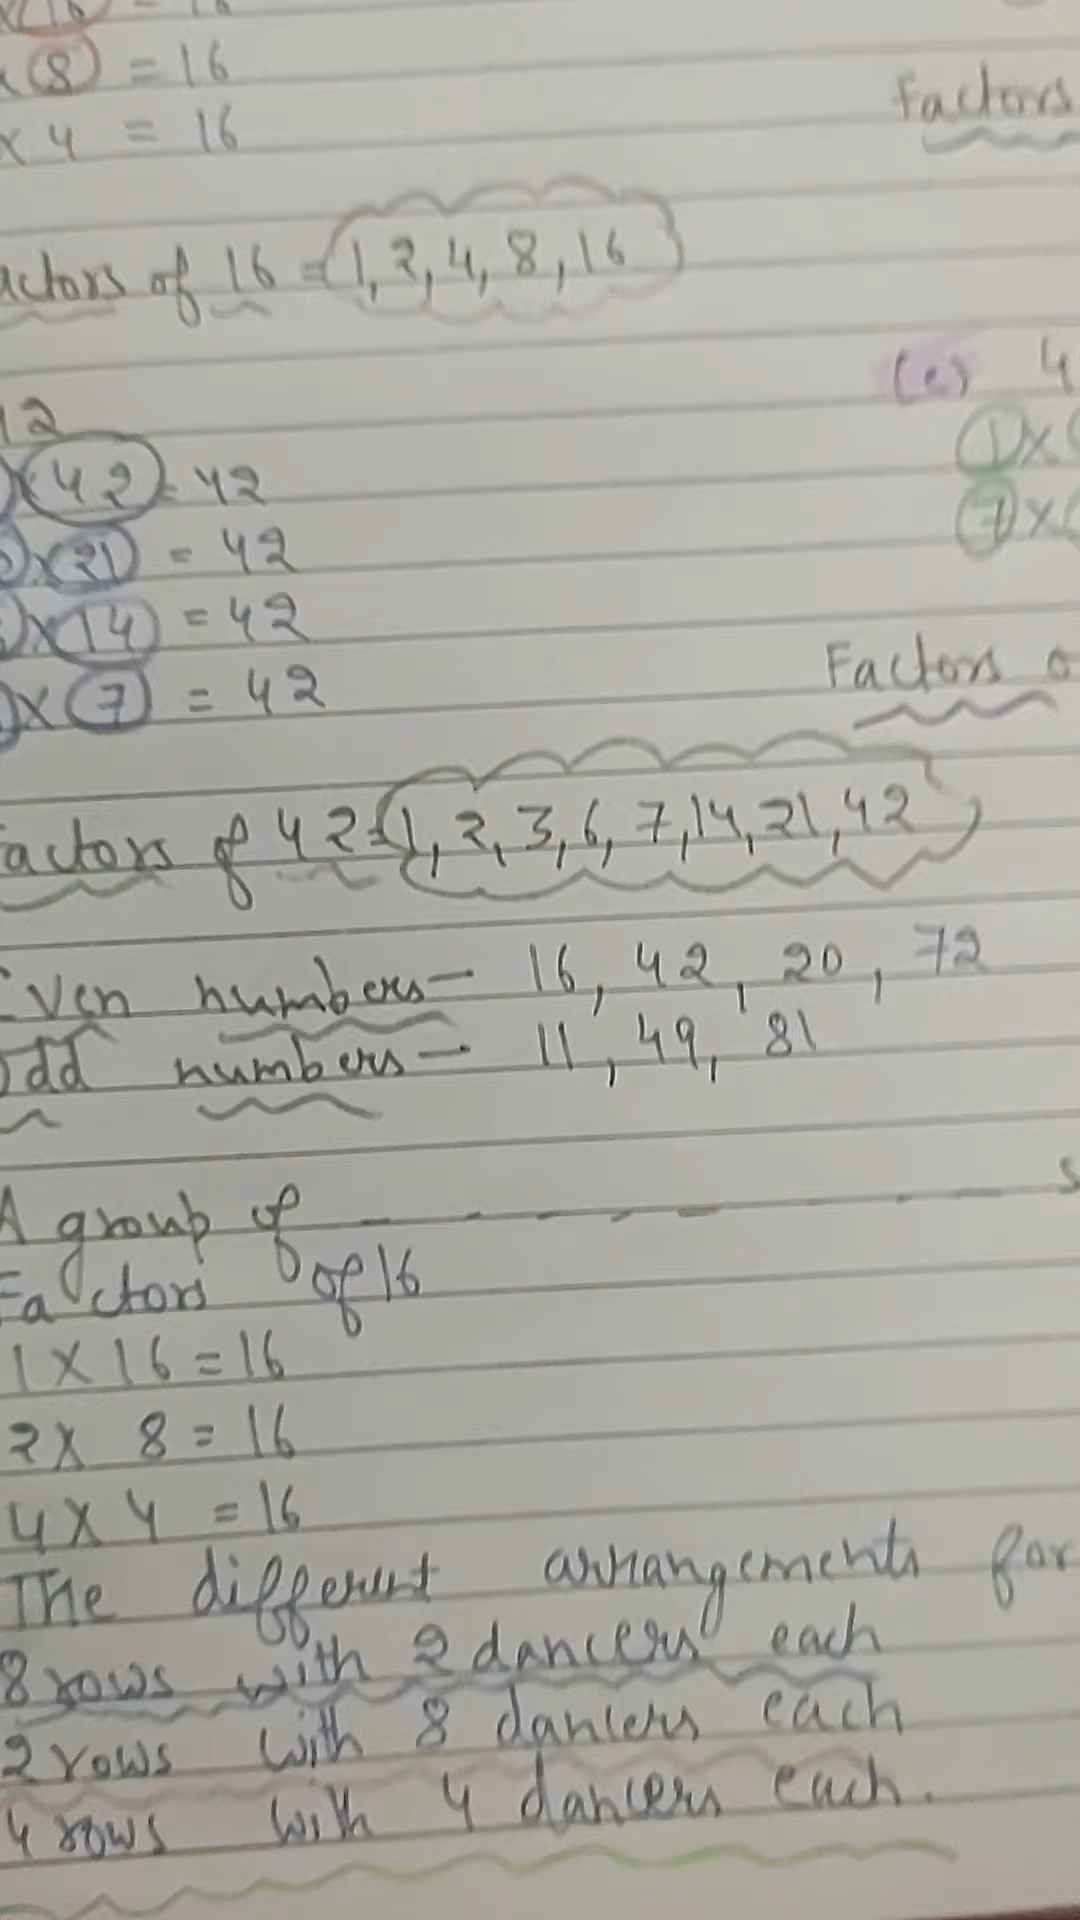 (8) = 16
x 4 = 16
Factors
actors of 16 = 1, 2, 4, 8, 16
(e) 4
12
x 42 = 42
1 x
x 21 = 42
7 x
x 14 = 42
x 7 = 42
Factors o
actors of 42 = 1, 2, 3, 6, 7, 14, 21, 42
Even numbers - 16, 42, 20, 72
Odd numbers - 11, 49, 81
A group of - - - - - - - s
Factors of 16
1 x 16 = 16
2 x 8 = 16
4 x 4 = 16
The different arrangements for
8 rows with 2 dancers each
2 rows with 8 dancers each
4 rows with 4 dancers each.